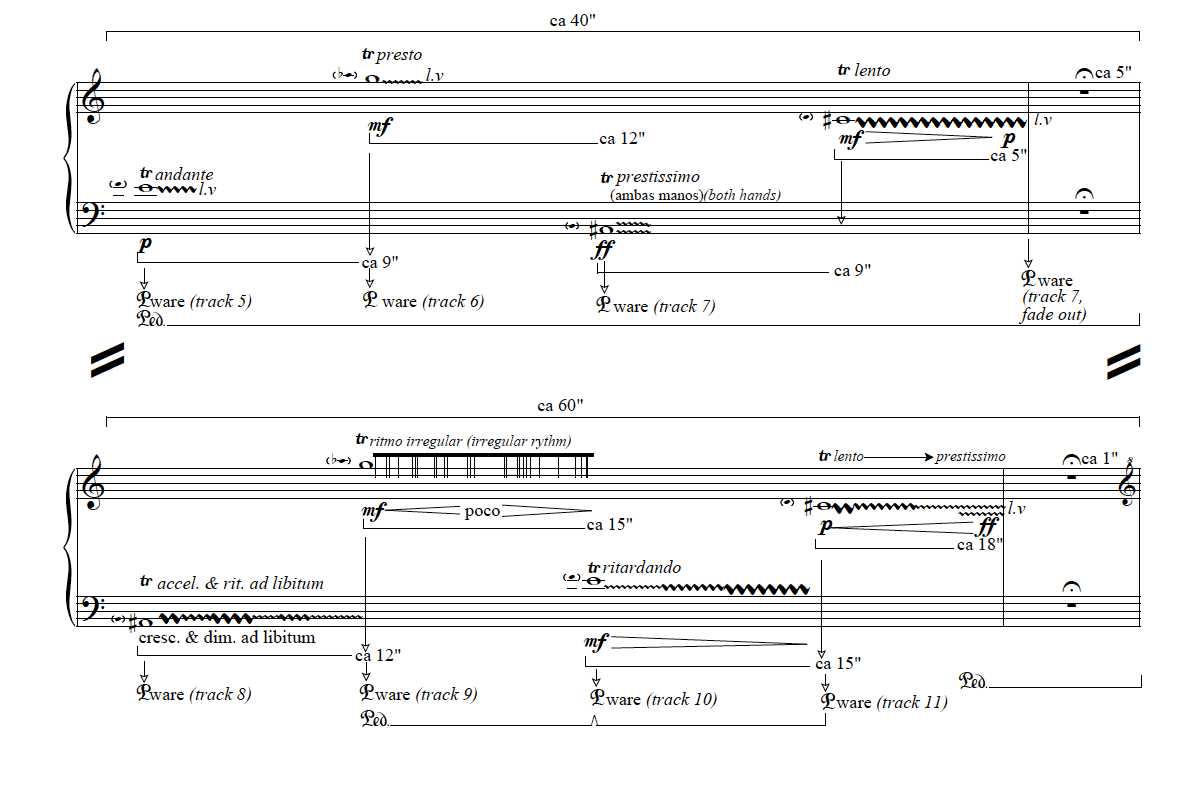 ca 40"
tr presto
l.v
ca 5"
tr lento
mf
ca 12"
mf p
l.v
ca 5"
tr andante
l.v
tr prestissimo
(ambas manos)(both hands)
p
ff
ca 9"
ca 9"
Pware (track 5)
P ware (track 6)
P ware (track 7)
P ware
(track 7,
fade out)
Ped.
ca 60"
tr ritmo irregular (irregular rythm)
tr lento prestissimo
ca 1"
8
mf poco
ca 15"
l.v
p ff
ca 18"
tr accel. & rit. ad libitum
tr ritardando
cresc. & dim. ad libitum
mf
ca 12"
ca 15"
Pware (track 8)
Pware (track 9)
Pware (track 10)
Pware (track 11)
Ped.
Ped.